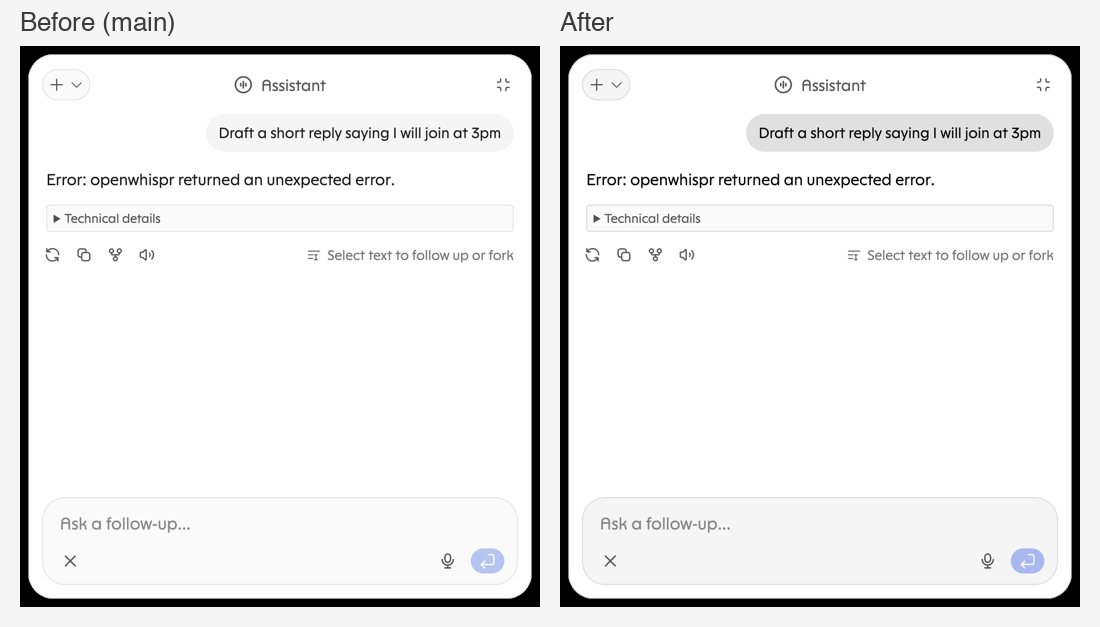 Before (main)
After
Assistant
Draft a short reply saying I will join at 3pm
Error: openwhispr returned an unexpected error.
Technical details
Select text to follow up or fork
Ask a follow-up...
Assistant
Draft a short reply saying I will join at 3pm
Error: openwhispr returned an unexpected error.
Technical details
Select text to follow up or fork
Ask a follow-up...